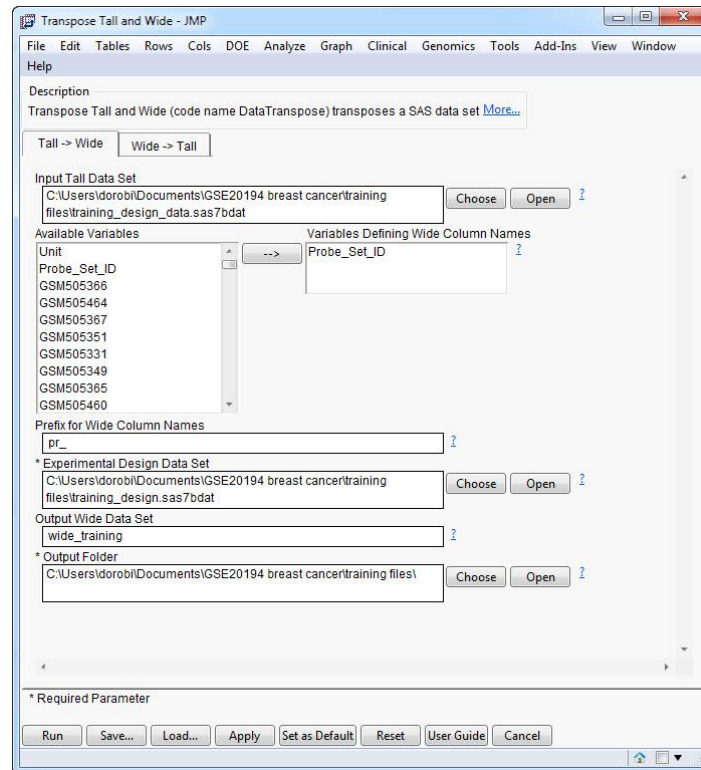 Transpose Tall and Wide - JMP
File Edit Tables Rows Cols DOE Analyze Graph Clinical Genomics Tools Add-Ins View Window
Help
Description
Transpose Tall and Wide (code name DataTranspose) transposes a SAS data set More...
Tall -> Wide Wide -> Tall
Input Tall Data Set
C:\Users\dorobi\Documents\GSE20194 breast cancer\training
files\training_design_data.sas7bdat
Choose Open ?
Available Variables Variables Defining Wide Column Names
Unit --> Probe_Set_ID ?
Probe_Set_ID
GSM505366
GSM505464
GSM505367
GSM505351
GSM505331
GSM505349
GSM505365
GSM505460
Prefix for Wide Column Names
pr_ ?
* Experimental Design Data Set
C:\Users\dorobi\Documents\GSE20194 breast cancer\training
files\training_design.sas7bdat
Choose Open ?
Output Wide Data Set
wide_training ?
* Output Folder
C:\Users\dorobi\Documents\GSE20194 breast cancer\training files\
Choose Open ?
* Required Parameter
Run Save... Load... Apply Set as Default Reset User Guide Cancel